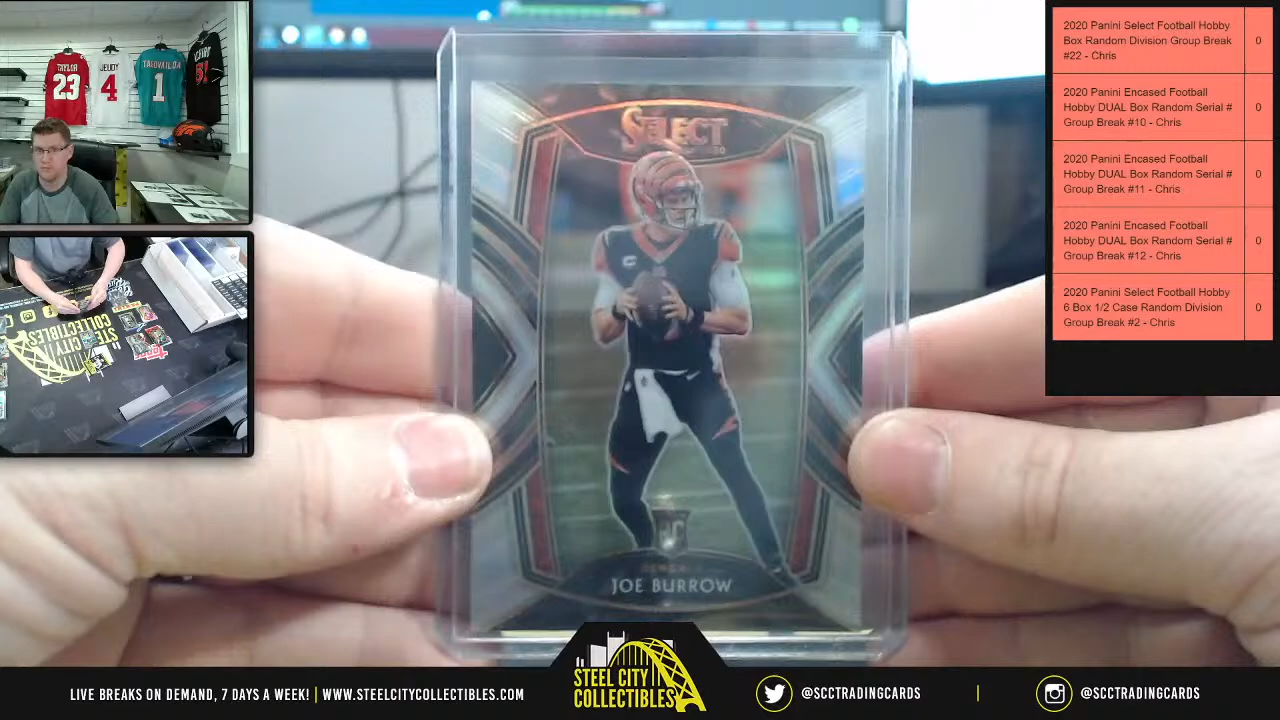 TAYLOR
23
JEUDY
4
TAGOVAILOA
1
STEEL CITY
COLLECTIBLES
SELECT
JOE BURROW
2020 Panini Select Football Hobby
Box Random Division Group Break
#22 - Chris
0
2020 Panini Encased Football
Hobby DUAL Box Random Serial #
Group Break #10 - Chris
0
2020 Panini Encased Football
Hobby DUAL Box Random Serial #
Group Break #11 - Chris
0
2020 Panini Encased Football
Hobby DUAL Box Random Serial #
Group Break #12 - Chris
0
2020 Panini Select Football Hobby
6 Box 1/2 Case Random Division
Group Break #2 - Chris
0
LIVE BREAKS ON DEMAND, 7 DAYS A WEEK! | WWW.STEELCITYCOLLECTIBLES.COM
STEEL CITY
COLLECTIBLES
@SCCTRADINGCARDS
@SCCTRADINGCARDS